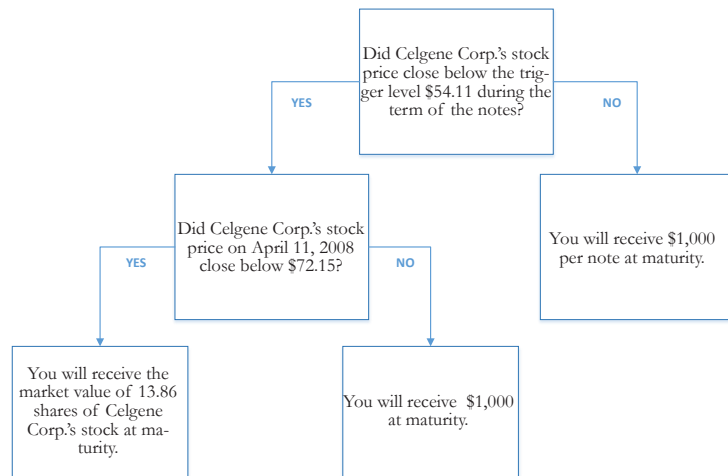 Did Celgene Corp.'s stock
price close below the trig-
ger level $54.11 during the
term of the notes?
YES
NO
Did Celgene Corp.'s stock
price on April 11, 2008
close below $72.15?
You will receive $1,000
per note at maturity.
YES
NO
You will receive the
market value of 13.86
shares of Celgene
Corp.'s stock at ma-
turity.
You will receive $1,000
at maturity.